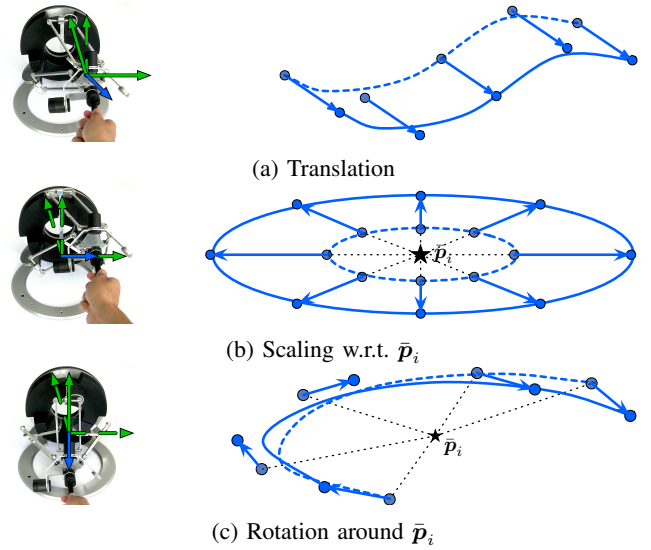 (a) Translation
p̄ᵢ
(b) Scaling w.r.t. p̄ᵢ
p̄ᵢ
(c) Rotation around p̄ᵢ